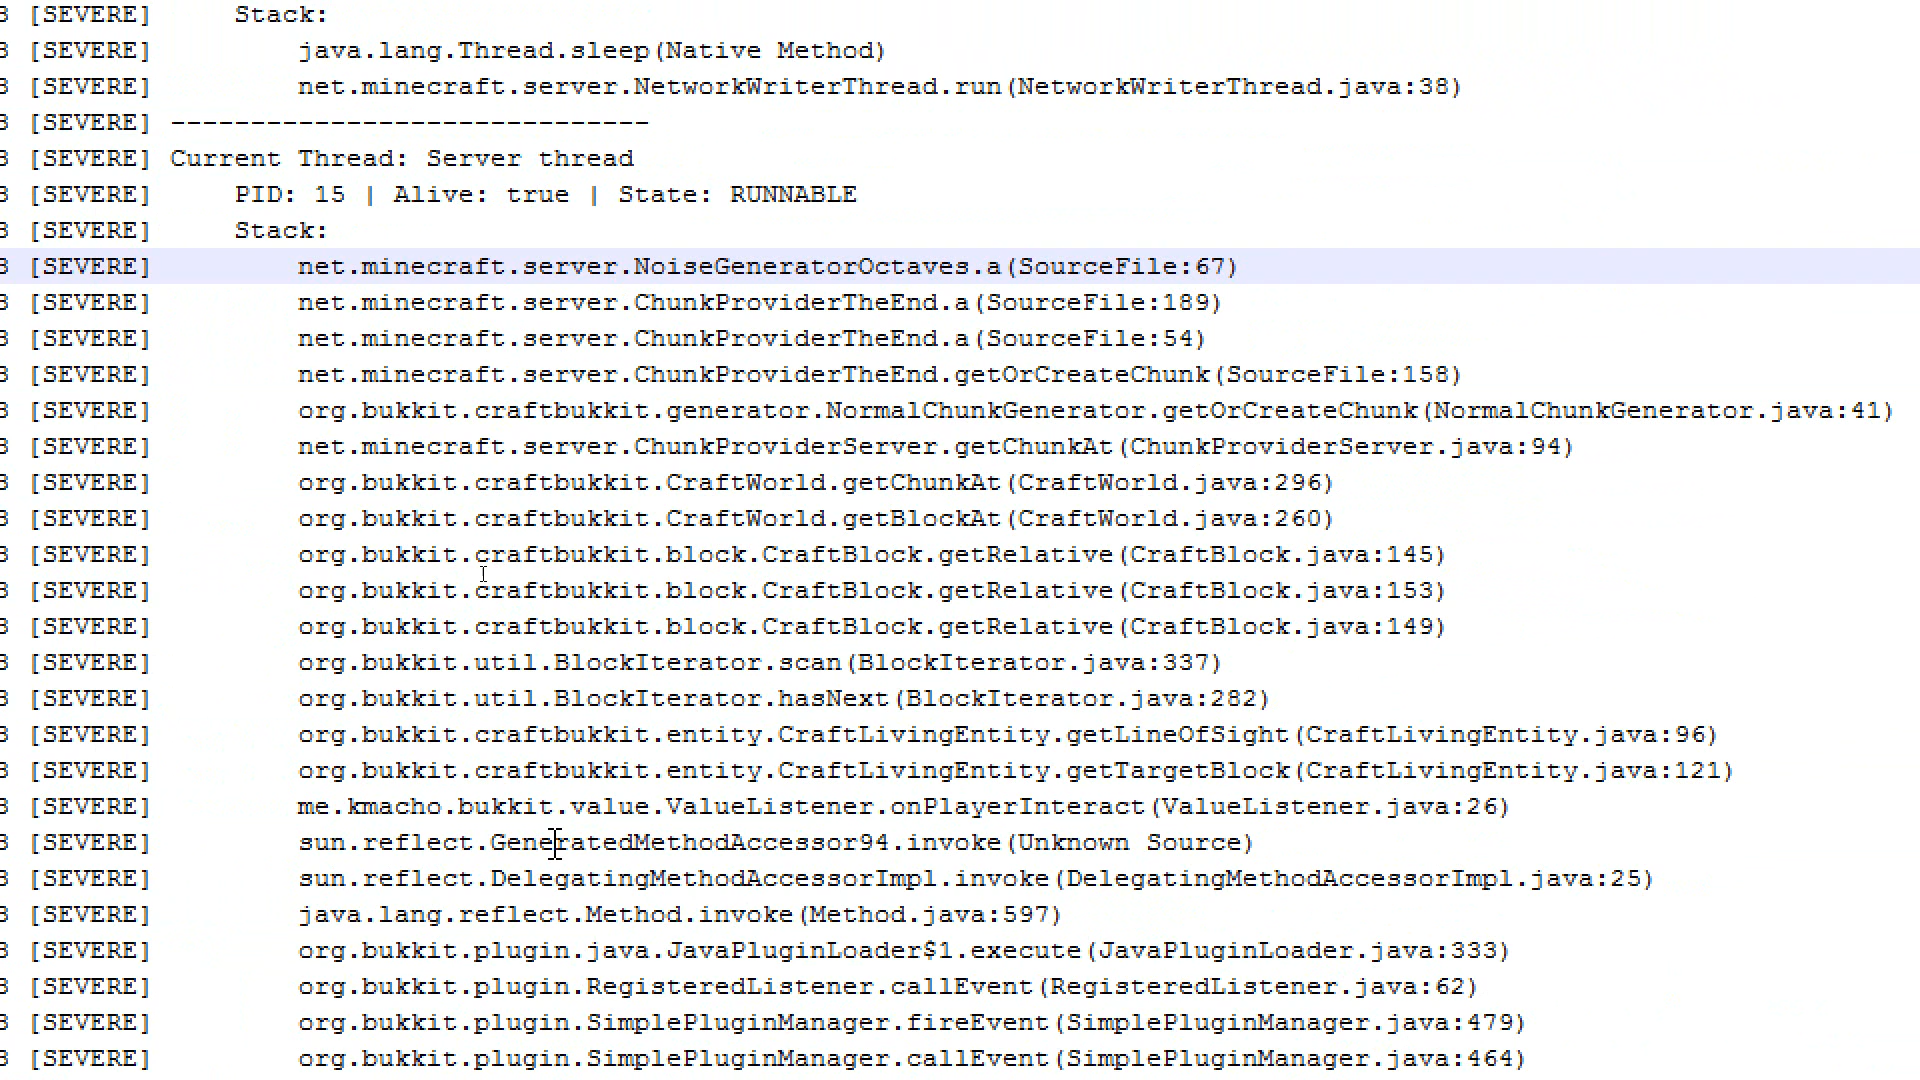 3 [SEVERE] Stack:
3 [SEVERE] java.lang.Thread.sleep(Native Method)
3 [SEVERE] net.minecraft.server.NetworkWriterThread.run(NetworkWriterThread.java:38)
3 [SEVERE] ------------------------------
3 [SEVERE] Current Thread: Server thread
3 [SEVERE] PID: 15 | Alive: true | State: RUNNABLE
3 [SEVERE] Stack:
3 [SEVERE] net.minecraft.server.NoiseGeneratorOctaves.a(SourceFile:67)
3 [SEVERE] net.minecraft.server.ChunkProviderTheEnd.a(SourceFile:189)
3 [SEVERE] net.minecraft.server.ChunkProviderTheEnd.a(SourceFile:54)
3 [SEVERE] net.minecraft.server.ChunkProviderTheEnd.getOrCreateChunk(SourceFile:158)
3 [SEVERE] org.bukkit.craftbukkit.generator.NormalChunkGenerator.getOrCreateChunk(NormalChunkGenerator.java:41)
3 [SEVERE] net.minecraft.server.ChunkProviderServer.getChunkAt(ChunkProviderServer.java:94)
3 [SEVERE] org.bukkit.craftbukkit.CraftWorld.getChunkAt(CraftWorld.java:296)
3 [SEVERE] org.bukkit.craftbukkit.CraftWorld.getBlockAt(CraftWorld.java:260)
3 [SEVERE] org.bukkit.craftbukkit.block.CraftBlock.getRelative(CraftBlock.java:145)
3 [SEVERE] org.bukkit.craftbukkit.block.CraftBlock.getRelative(CraftBlock.java:153)
3 [SEVERE] org.bukkit.craftbukkit.block.CraftBlock.getRelative(CraftBlock.java:149)
3 [SEVERE] org.bukkit.util.BlockIterator.scan(BlockIterator.java:337)
3 [SEVERE] org.bukkit.util.BlockIterator.hasNext(BlockIterator.java:282)
3 [SEVERE] org.bukkit.craftbukkit.entity.CraftLivingEntity.getLineOfSight(CraftLivingEntity.java:96)
3 [SEVERE] org.bukkit.craftbukkit.entity.CraftLivingEntity.getTargetBlock(CraftLivingEntity.java:121)
3 [SEVERE] me.kmacho.bukkit.value.ValueListener.onPlayerInteract(ValueListener.java:26)
3 [SEVERE] sun.reflect.GeneratedMethodAccessor94.invoke(Unknown Source)
3 [SEVERE] sun.reflect.DelegatingMethodAccessorImpl.invoke(DelegatingMethodAccessorImpl.java:25)
3 [SEVERE] java.lang.reflect.Method.invoke(Method.java:597)
3 [SEVERE] org.bukkit.plugin.java.JavaPluginLoader$1.execute(JavaPluginLoader.java:333)
3 [SEVERE] org.bukkit.plugin.RegisteredListener.callEvent(RegisteredListener.java:62)
3 [SEVERE] org.bukkit.plugin.SimplePluginManager.fireEvent(SimplePluginManager.java:479)
3 [SEVERE] org.bukkit.plugin.SimplePluginManager.callEvent(SimplePluginManager.java:464)